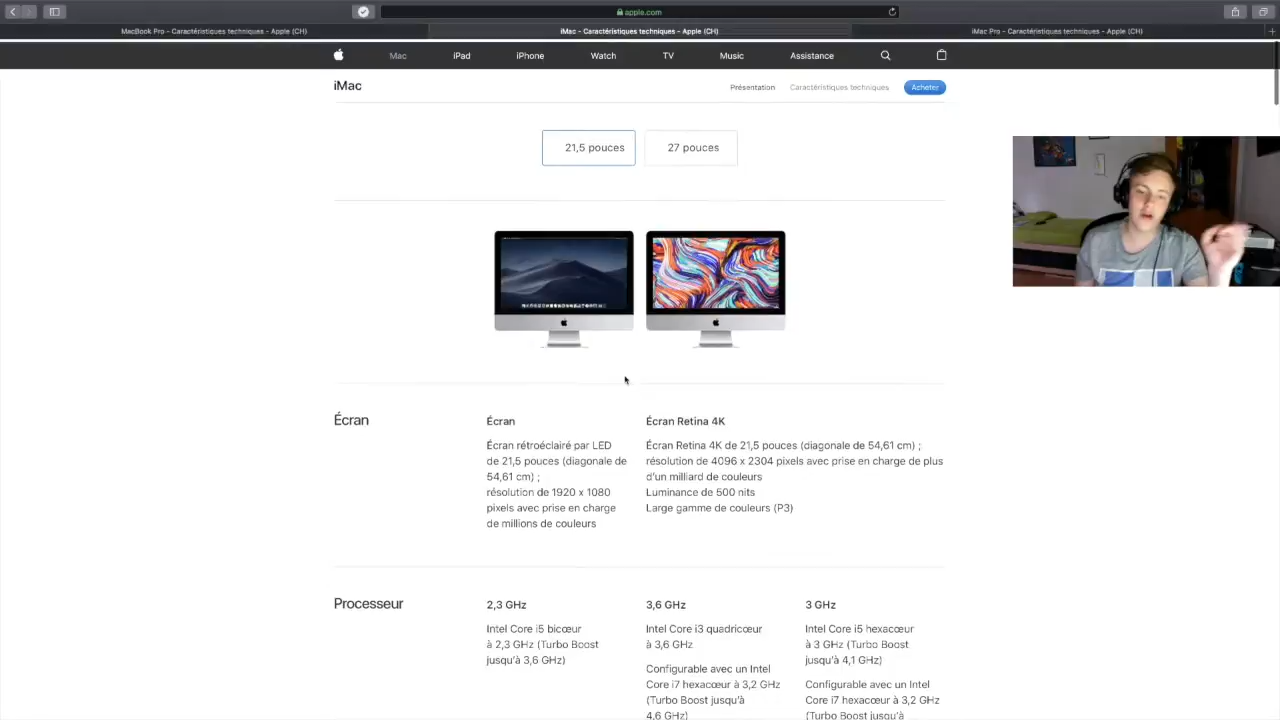 apple.com
MacBook Pro - Caractéristiques techniques - Apple (CH)
iMac - Caractéristiques techniques - Apple (CH)
iMac Pro - Caractéristiques techniques - Apple (CH)
Mac
iPad
iPhone
Watch
TV
Music
Assistance
iMac
Présentation
Caractéristiques techniques
Acheter
21,5 pouces
27 pouces
Écran
Écran
Écran rétroéclairé par LED
de 21,5 pouces (diagonale de
54,61 cm) ;
résolution de 1920 x 1080
pixels avec prise en charge
de millions de couleurs
Écran Retina 4K
Écran Retina 4K de 21,5 pouces (diagonale de 54,61 cm) ;
résolution de 4096 x 2304 pixels avec prise en charge de plus
d'un milliard de couleurs
Luminance de 500 nits
Large gamme de couleurs (P3)
Processeur
2,3 GHz
Intel Core i5 bicœur
à 2,3 GHz (Turbo Boost
jusqu'à 3,6 GHz)
3,6 GHz
Intel Core i3 quadricœur
à 3,6 GHz
Configurable avec un Intel
Core i7 hexacœur à 3,2 GHz
(Turbo Boost jusqu'à
4,6 GHz)
3 GHz
Intel Core i5 hexacœur
à 3 GHz (Turbo Boost
jusqu'à 4,1 GHz)
Configurable avec un Intel
Core i7 hexacœur à 3,2 GHz
(Turbo Boost jusqu'à